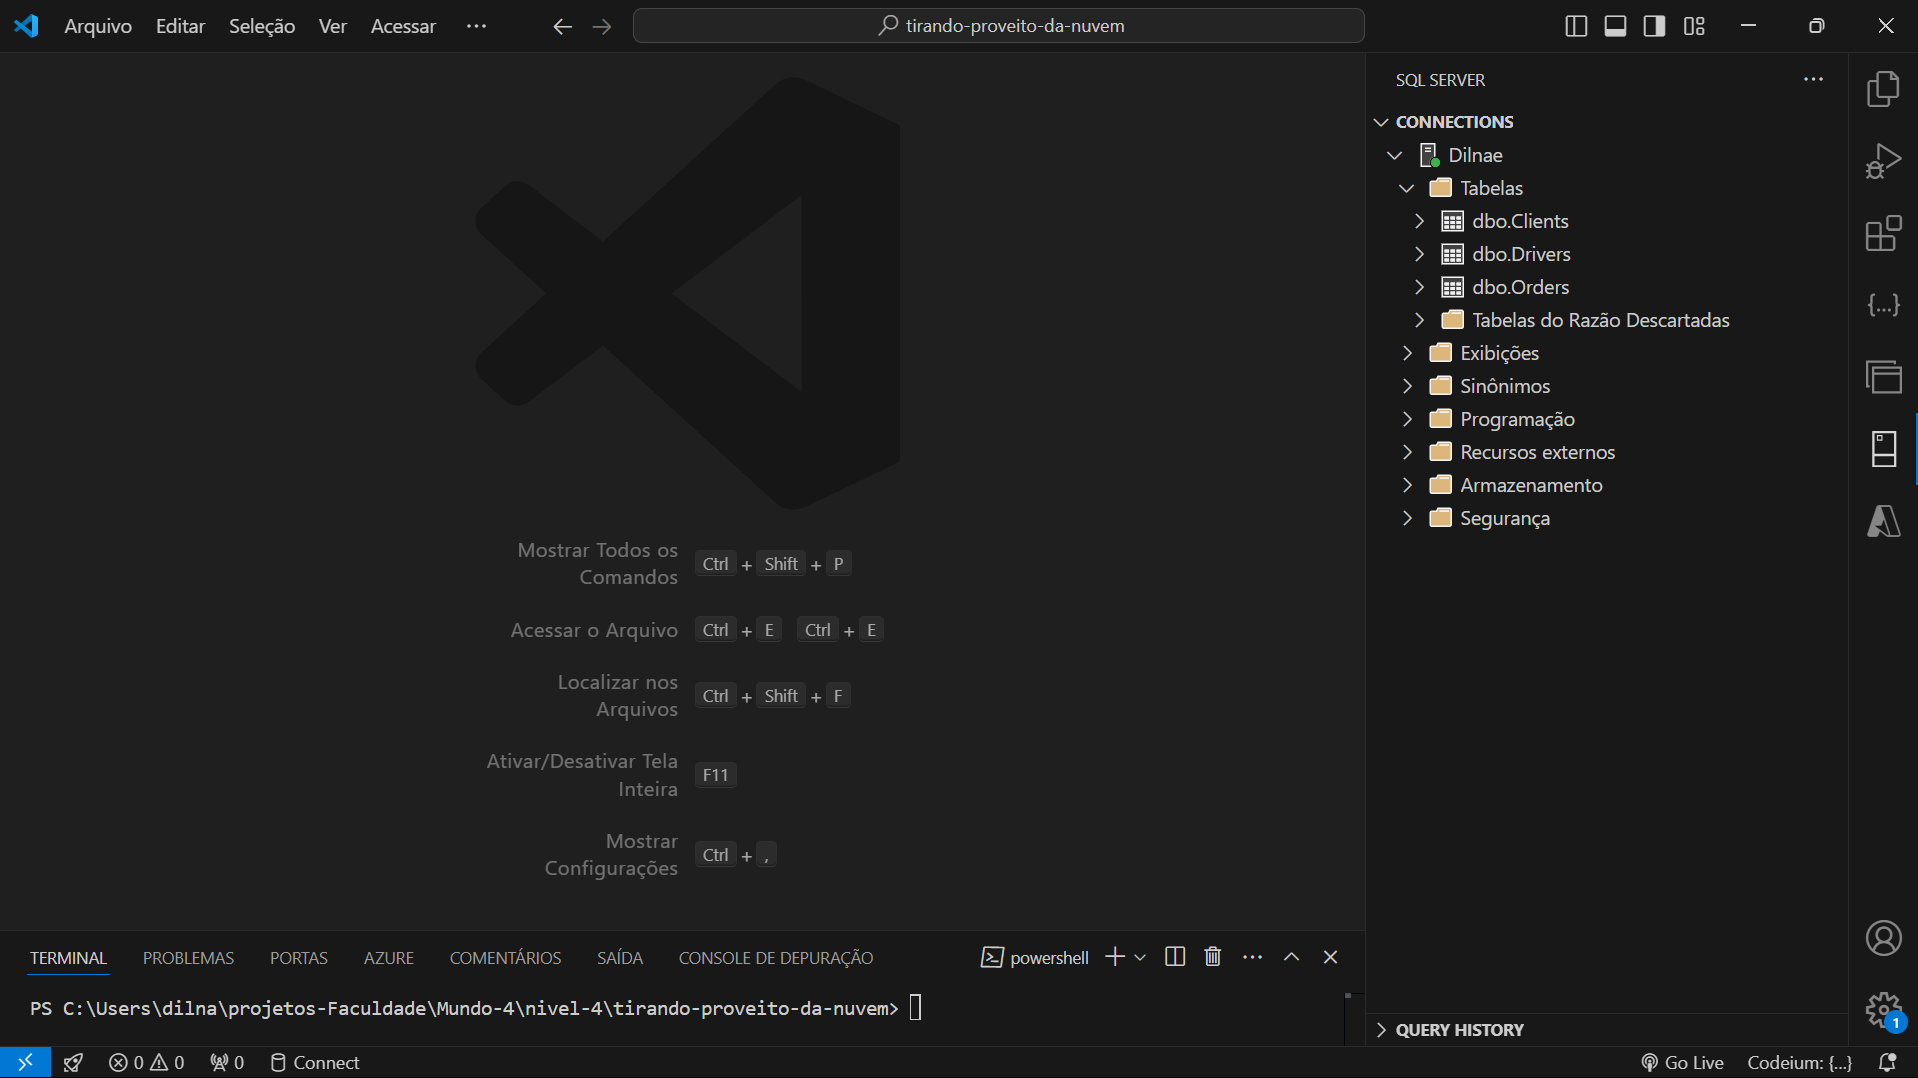 Arquivo Editar Seleção Ver Acessar ··· tirando-proveito-da-nuvem
SQL SERVER
CONNECTIONS
Dilnae
Tabelas
dbo.Clients
dbo.Drivers
dbo.Orders
Tabelas do Razão Descartadas
Exibições
Sinônimos
Programação
Recursos externos
Armazenamento
Segurança
Mostrar Todos os
Comandos
Ctrl + Shift + P
Acessar o Arquivo Ctrl + E Ctrl + E
Localizar nos
Arquivos
Ctrl + Shift + F
Ativar/Desativar Tela
Inteira
F11
Mostrar
Configurações
Ctrl + ,
TERMINAL PROBLEMAS PORTAS AZURE COMENTÁRIOS SAÍDA CONSOLE DE DEPURAÇÃO powershell
PS C:\Users\dilna\projetos-Faculdade\Mundo-4\nivel-4\tirando-proveito-da-nuvem>
QUERY HISTORY
1
0 0 0 Connect Go Live Codeium: {...}